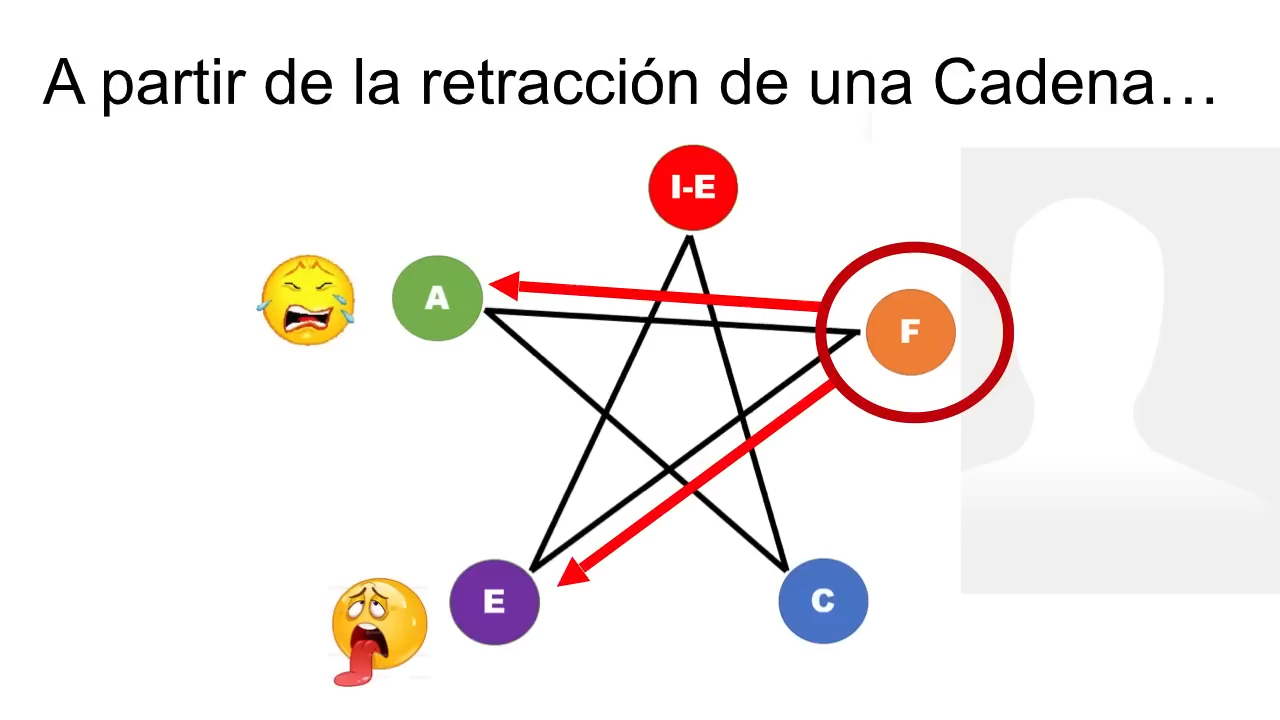 A partir de la retracción de una Cadena…
I-E
A
F
E
C